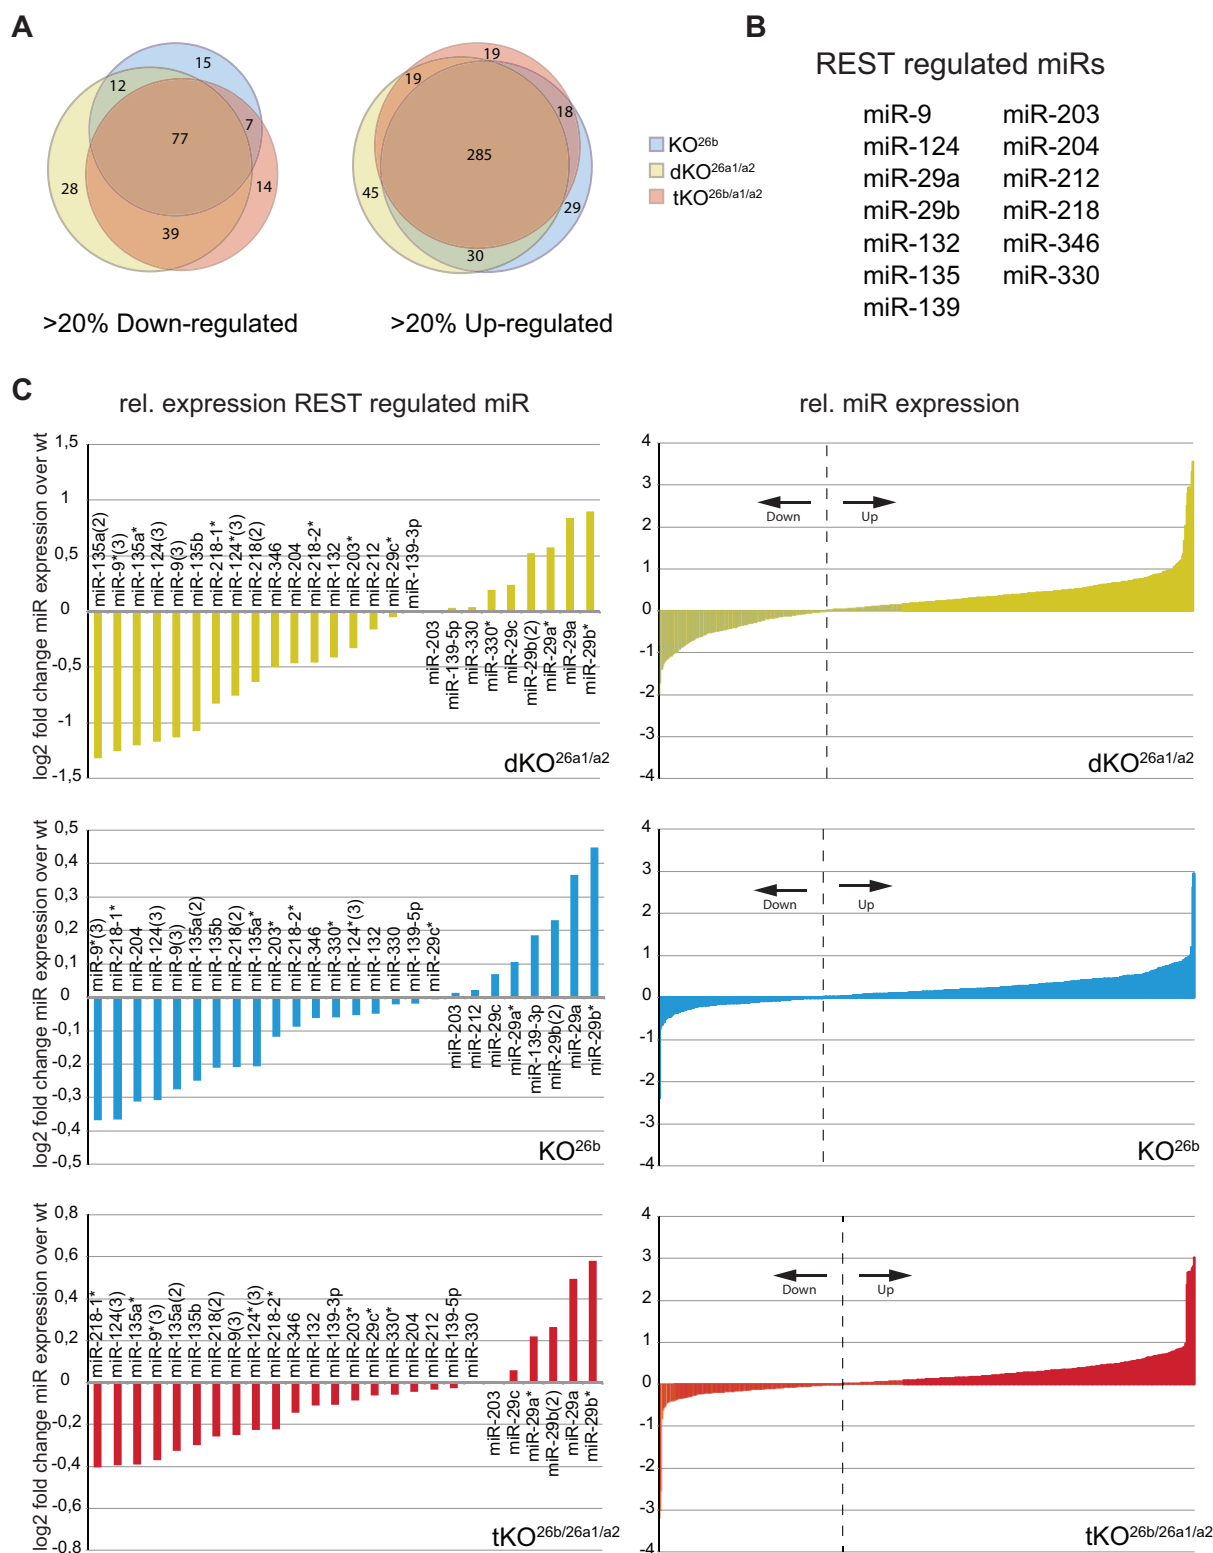 A
15
12
7
77
28
14
39
>20% Down-regulated
19
19
18
285
45
29
30
>20% Up-regulated
KO26b
dKO26a1/a2
tKO26b/a1/a2
B
REST regulated miRs
miR-9
miR-124
miR-29a
miR-29b
miR-132
miR-135
miR-139
miR-203
miR-204
miR-212
miR-218
miR-346
miR-330
C
rel. expression REST regulated miR
log2 fold change miR expression over wt
1,5
1
0,5
0
-0,5
-1
-1,5
miR-135a(2)
miR-9*(3)
miR-135a*
miR-124(3)
miR-9(3)
miR-135b
miR-218-1*
miR-124*(3)
miR-218(2)
miR-346
miR-204
miR-218-2*
miR-132
miR-203*
miR-212
miR-29c*
miR-139-3p
miR-203
miR-139-5p
miR-330
miR-330*
miR-29c
miR-29b(2)
miR-29a*
miR-29a
miR-29b*
dKO26a1/a2
rel. miR expression
4
3
2
1
0
-1
-2
-3
-4
Down
Up
dKO26a1/a2
log2 fold change miR expression over wt
0,5
0,4
0,3
0,2
0,1
0
-0,1
-0,2
-0,3
-0,4
-0,5
miR-9*(3)
miR-218-1*
miR-204
miR-124(3)
miR-9(3)
miR-135a(2)
miR-135b
miR-218(2)
miR-135a*
miR-203*
miR-218-2*
miR-346
miR-330*
miR-124*(3)
miR-132
miR-330
miR-139-5p
miR-29c*
miR-203
miR-212
miR-29c
miR-29a*
miR-139-3p
miR-29b(2)
miR-29a
miR-29b*
KO26b
4
3
2
1
0
-1
-2
-3
-4
Down
Up
KO26b
log2 fold change miR expression over wt
0,8
0,6
0,4
0,2
0
-0,2
-0,4
-0,6
-0.8
miR-218-1*
miR-124(3)
miR-135a*
miR-9*(3)
miR-135a(2)
miR-135b
miR-218(2)
miR-9(3)
miR-124*(3)
miR-218-2*
miR-346
miR-132
miR-139-3p
miR-203*
miR-29c*
miR-330*
miR-204
miR-212
miR-139-5p
miR-330
miR-203
miR-29c
miR-29a*
miR-29b(2)
miR-29a
miR-29b*
tKO26b/26a1/a2
4
3
2
1
0
-1
-2
-3
-4
Down
Up
tKO26b/26a1/a2